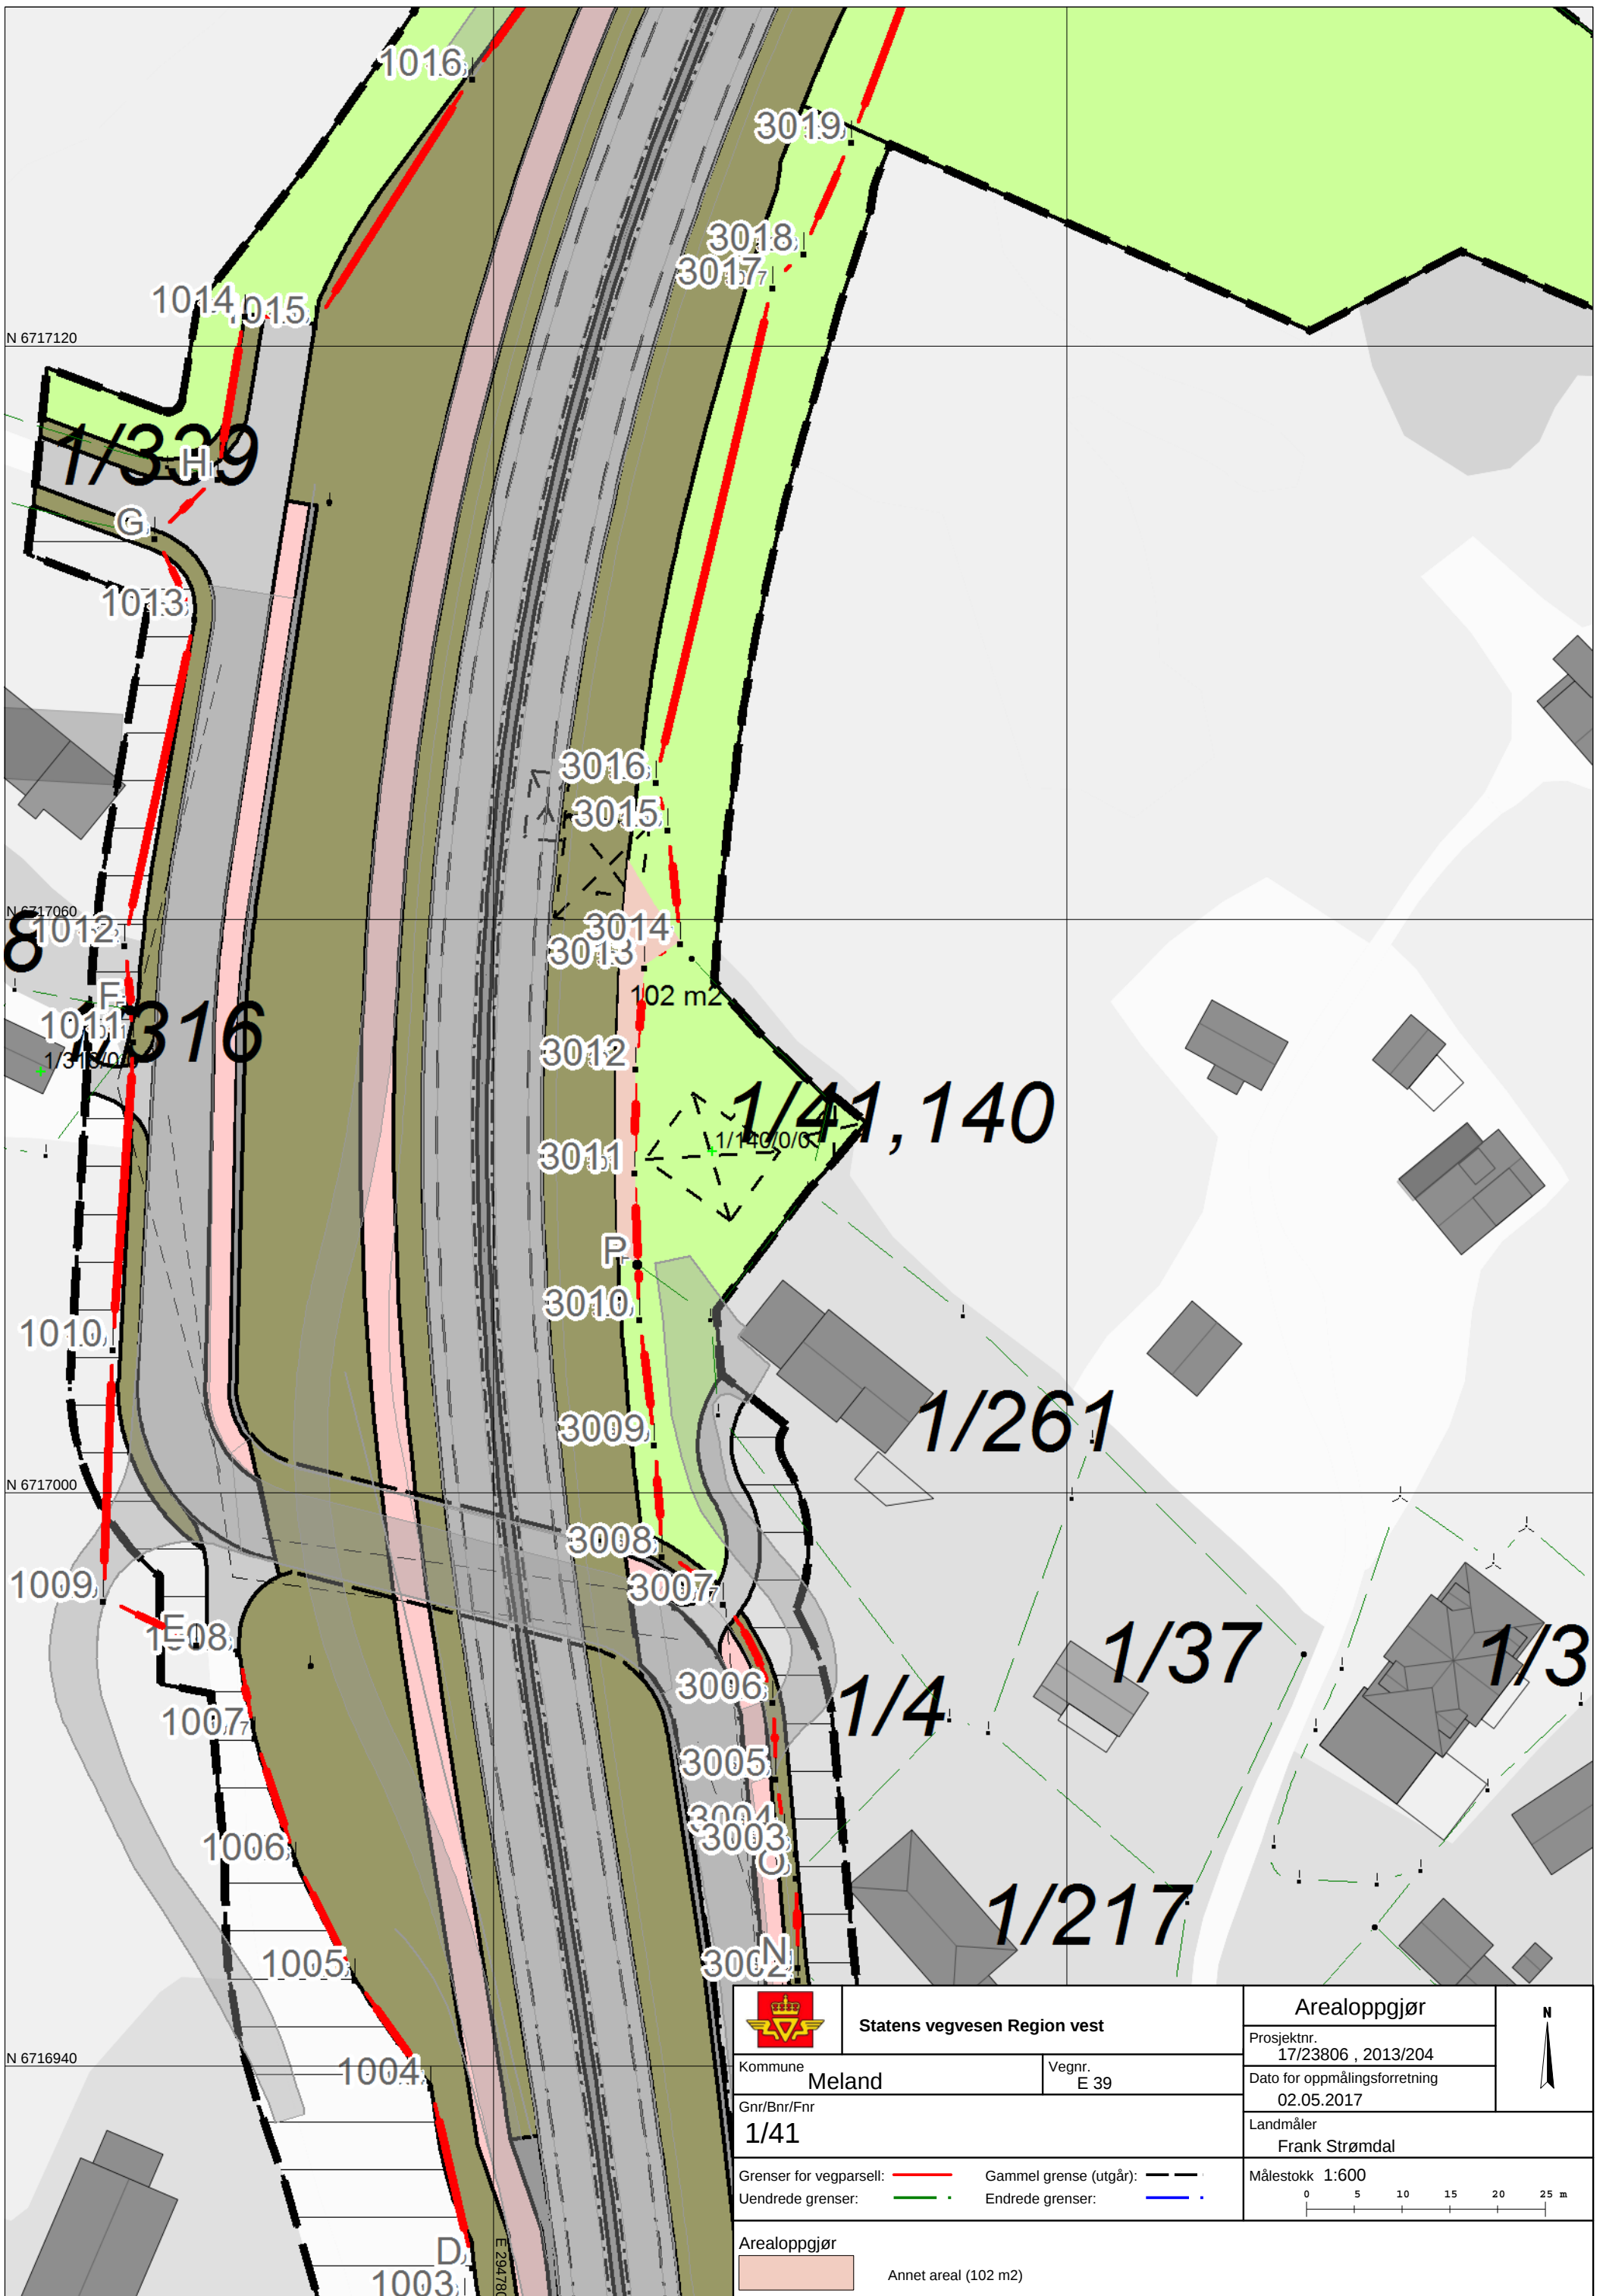 1016
3019
3018
3017
1014
1015
N 6717120
1/339
H
G
1013
3016
3015
N 6717060
8
1012
3014
3013
F
102 m2
1011
1/316
3012
1/41,140
1/140/0/0
3011
P
3010
1010
3009
1/261
N 6717000
3008
3007
1009
E
1008
1/37
1/3
3006
1/4
1007
3005
3004
3003
1006
O
1/217
N
3002
1005
N 6716940
1004
D
1003
E 294780
Statens vegvesen Region vest
Arealoppgjør
N
Prosjektnr.
17/23806 , 2013/204
Kommune
Meland
Vegnr.
E 39
Dato for oppmålingsforretning
02.05.2017
Gnr/Bnr/Fnr
1/41
Landmåler
Frank Strømdal
Grenser for vegparsell:
Gammel grense (utgår):
Uendrede grenser:
Endrede grenser:
Målestokk 1:600
0 5 10 15 20 25 m
Arealoppgjør
Annet areal (102 m2)